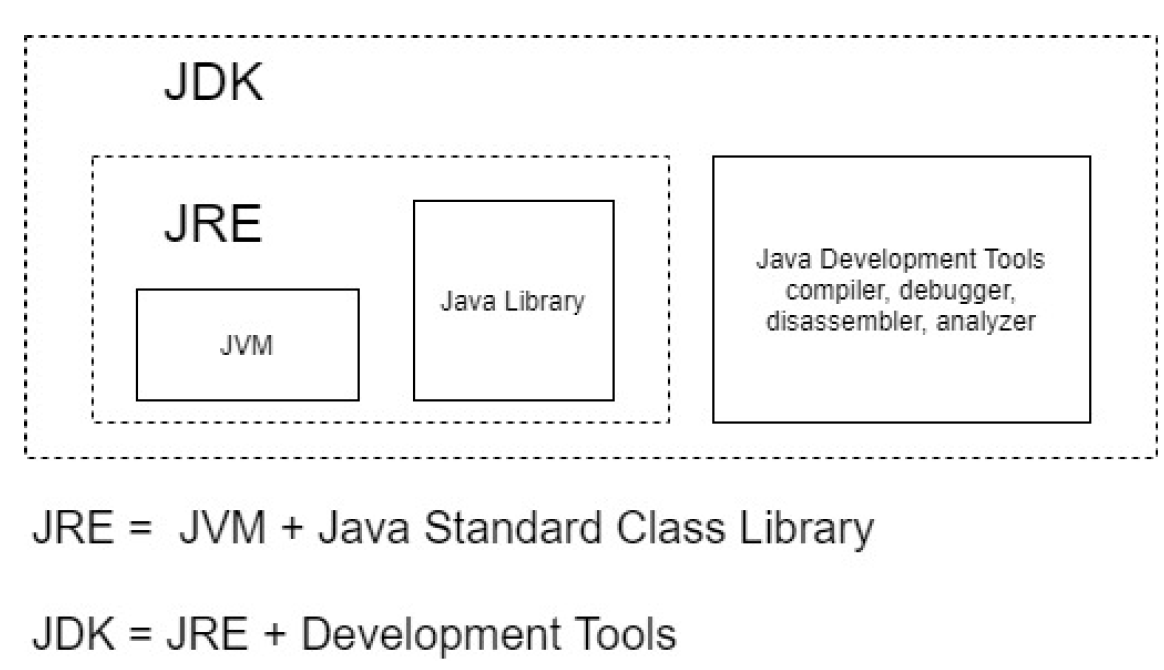 JDK
JRE
JVM
Java Library
Java Development Tools
compiler, debugger,
disassembler, analyzer
JRE = JVM + Java Standard Class Library
JDK = JRE + Development Tools